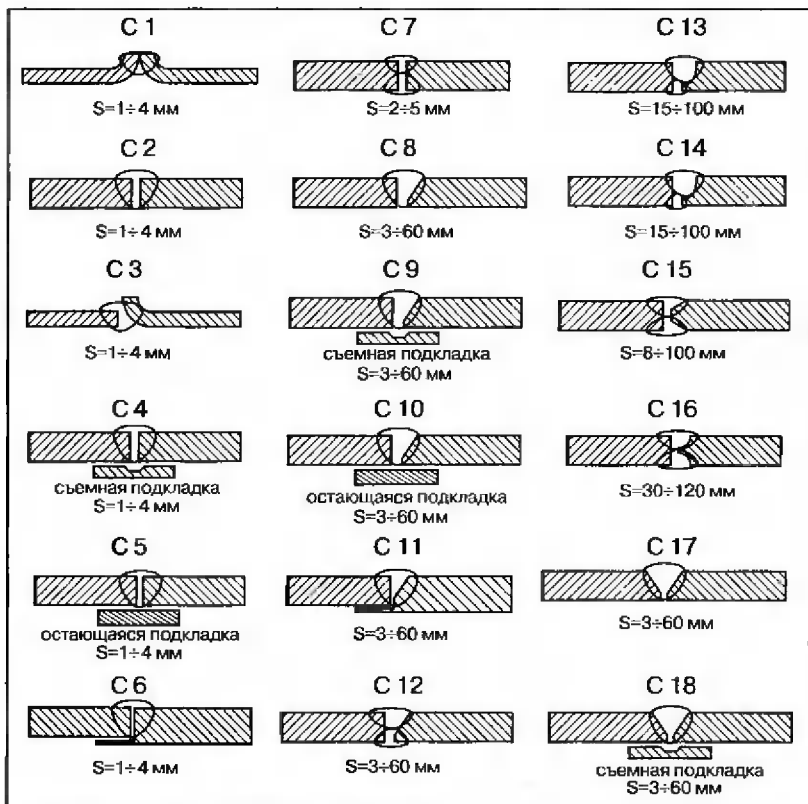 С 1
S=1÷4 мм
С 2
S=1÷4 мм
С 3
S=1÷4 мм
С 4
съемная подкладка
S=1÷4 мм
С 5
остающаяся подкладка
S=1÷4 мм
С 6
S=1÷4 мм
С 7
S=2÷5 мм
С 8
S=3÷60 мм
С 9
съемная подкладка
S=3÷60 мм
С 10
остающаяся подкладка
S=3÷60 мм
С 11
S=3÷60 мм
С 12
S=3÷60 мм
С 13
S=15÷100 мм
С 14
S=15÷100 мм
С 15
S=8÷100 мм
С 16
S=30÷120 мм
С 17
S=3÷60 мм
С 18
съемная подкладка
S=3÷60 мм